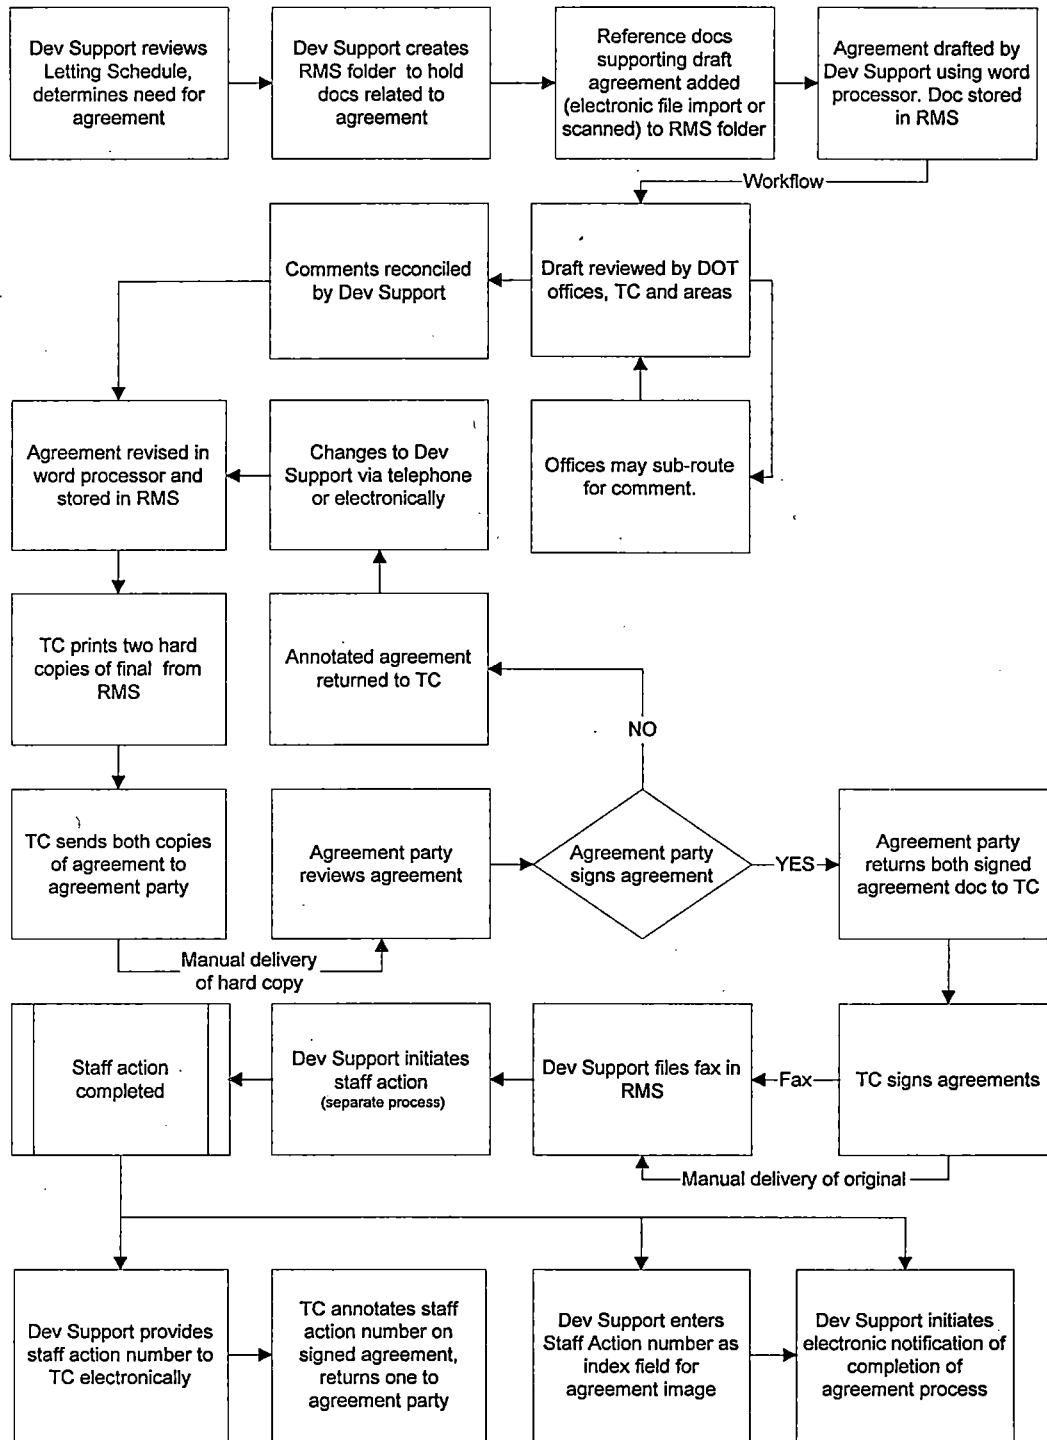 Dev Support reviews
Letting Schedule,
determines need for
agreement
Dev Support creates
RMS folder to hold
docs related to
agreement
Reference docs
supporting draft
agreement added
(electronic file import or
scanned) to RMS folder
Agreement drafted by
Dev Support using word
processor. Doc stored
in RMS
Workflow
Comments reconciled
by Dev Support
Draft reviewed by DOT
offices, TC and areas
Agreement revised in
word processor and
stored in RMS
Changes to Dev
Support via telephone
or electronically
Offices may sub-route
for comment.
TC prints two hard
copies of final from
RMS
Annotated agreement
returned to TC
NO
TC sends both copies
of agreement to
agreement party
Agreement party
reviews agreement
Agreement party
signs agreement
YES
Agreement party
returns both signed
agreement doc to TC
Manual delivery
of hard copy
Staff action
completed
Dev Support initiates
staff action
(separate process)
Dev Support files fax in
RMS
Fax
TC signs agreements
Manual delivery of original
Dev Support provides
staff action number to
TC electronically
TC annotates staff
action number on
signed agreement,
returns one to
agreement party
Dev Support enters
Staff Action number as
index field for
agreement image
Dev Support initiates
electronic notification of
completion of
agreement process